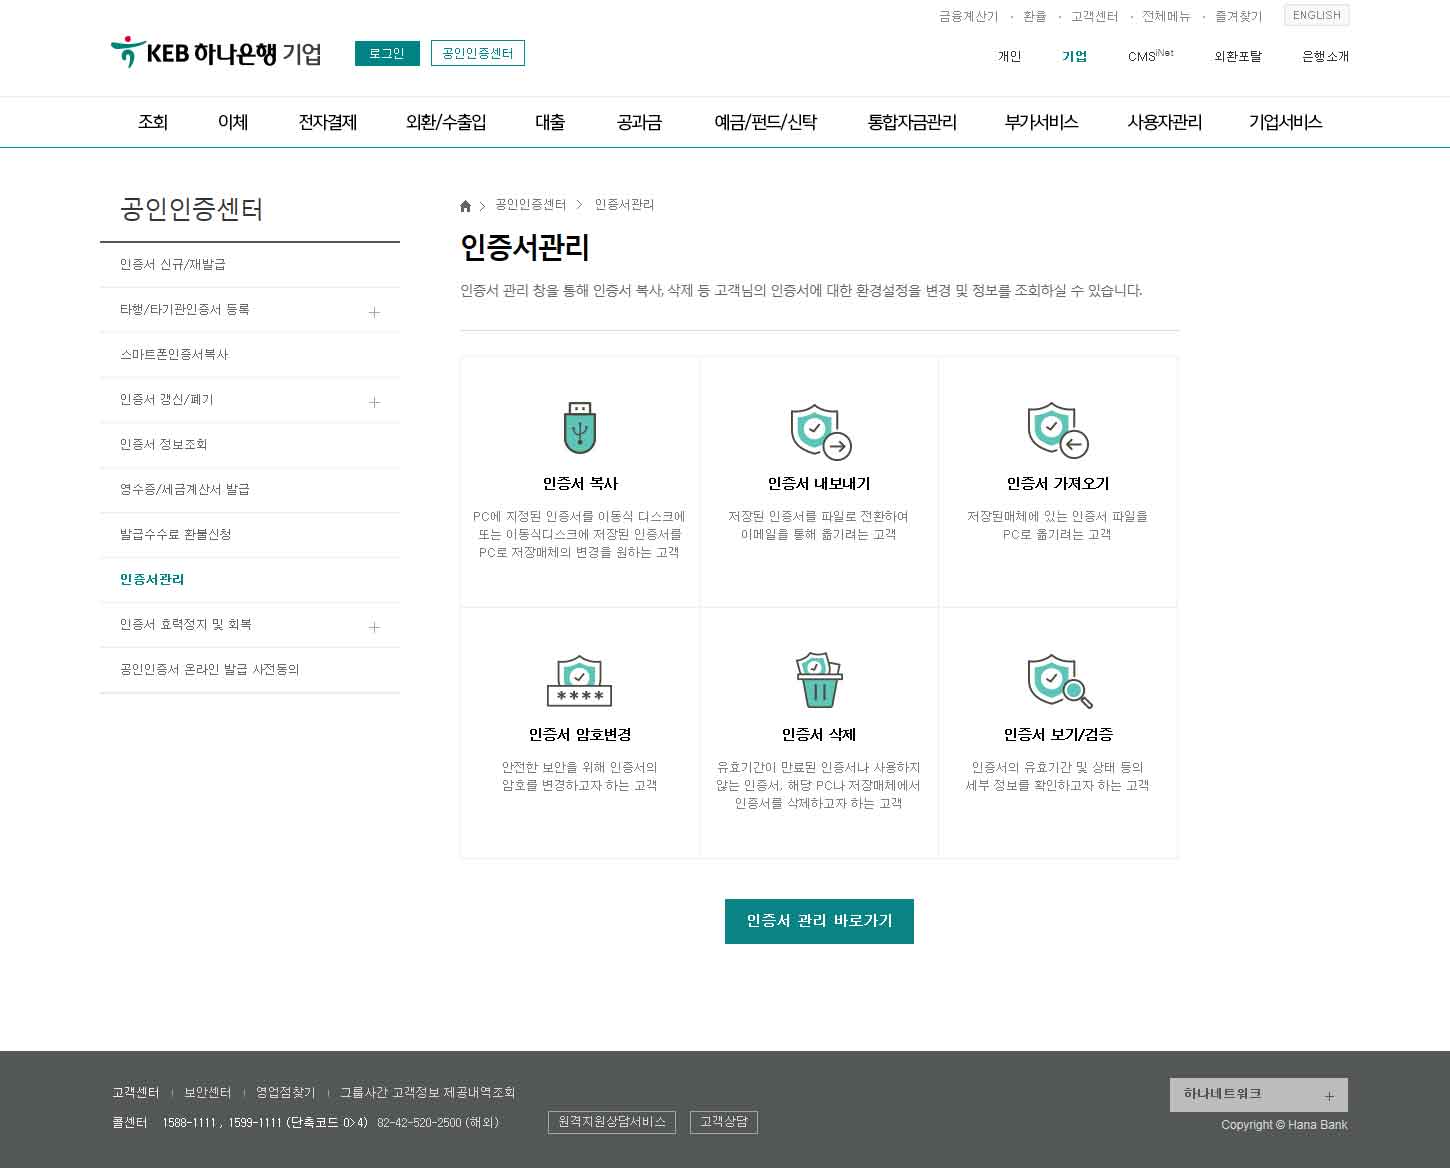 금융계산기 · 환율 · 고객센터 · 전체메뉴 · 즐겨찾기 ENGLISH
KEB 하나은행 기업 로그인 공인인증센터
개인 기업 CMSiNet 외환포탈 은행소개
조회 이체 전자결제 외환/수출입 대출 공과금 예금/펀드/신탁 통합자금관리 부가서비스 사용자관리 기업서비스
공인인증센터
인증서 신규/재발급
타행/타기관인증서 등록
스마트폰인증서복사
인증서 갱신/폐기
인증서 정보조회
영수증/세금계산서 발급
발급수수료 환불신청
인증서관리
인증서 효력정지 및 회복
공인인증서 온라인 발급 사전동의
공인인증센터 > 인증서관리
인증서관리
인증서 관리 창을 통해 인증서 복사, 삭제 등 고객님의 인증서에 대한 환경설정을 변경 및 정보를 조회하실 수 있습니다.
인증서 복사
PC에 지정된 인증서를 이동식 디스크에
또는 이동식디스크에 저장된 인증서를
PC로 저장매체의 변경을 원하는 고객
인증서 내보내기
저장된 인증서를 파일로 전환하여
이메일을 통해 옮기려는 고객
인증서 가져오기
저장된매체에 있는 인증서 파일을
PC로 옮기려는 고객
****
인증서 암호변경
안전한 보안을 위해 인증서의
암호를 변경하고자 하는 고객
인증서 삭제
유효기간이 만료된 인증서나 사용하지
않는 인증서, 해당 PC나 저장매체에서
인증서를 삭제하고자 하는 고객
인증서 보기/검증
인증서의 유효기간 및 상태 등의
세부 정보를 확인하고자 하는 고객
인증서 관리 바로가기
고객센터 보안센터 영업점찾기 그룹사간 고객정보 제공내역조회
콜센터 1588-1111 , 1599-1111 (단축코드 0>4) 82-42-520-2500 (해외) 원격지원상담서비스 고객상담
하나네트워크 +
Copyright © Hana Bank